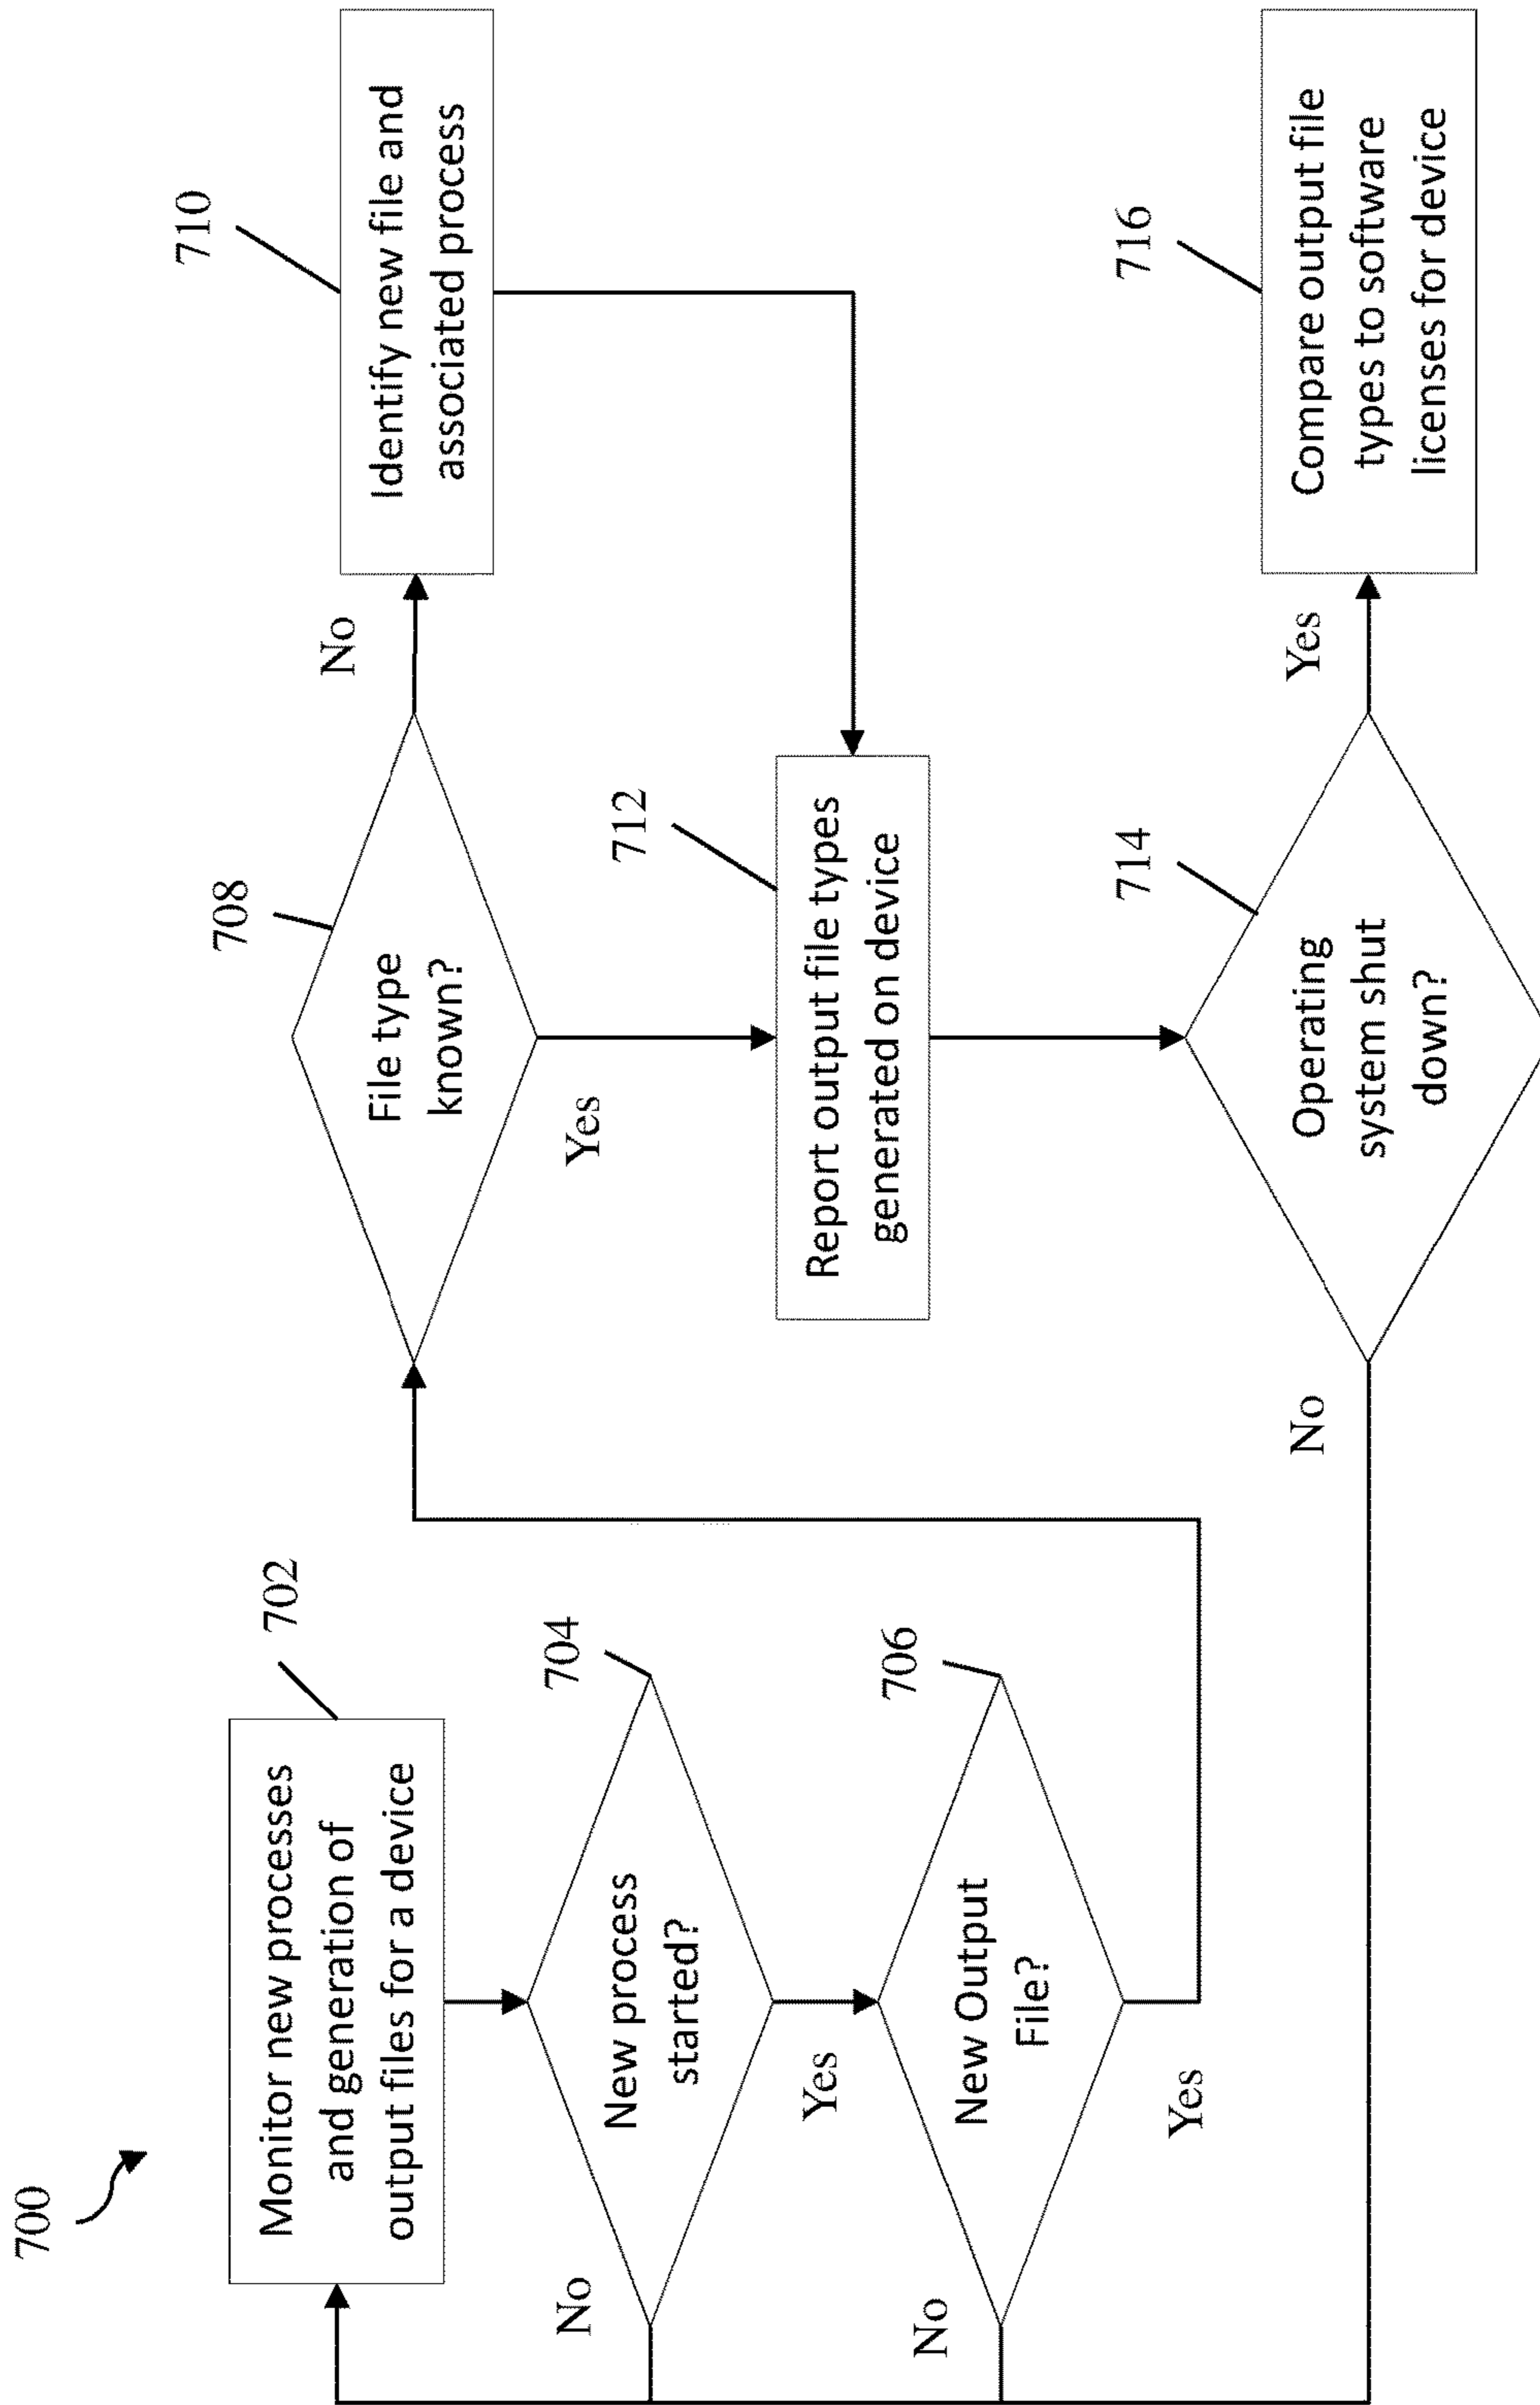 700
702
Monitor new processes
and generation of
output files for a device
704
New process
started?
No
Yes
706
New Output
File?
No
Yes
708
File type
known?
No
Yes
710
Identify new file and
associated process
712
Report output file types
generated on device
714
Operating
system shut
down?
No
Yes
716
Compare output file
types to software
licenses for device